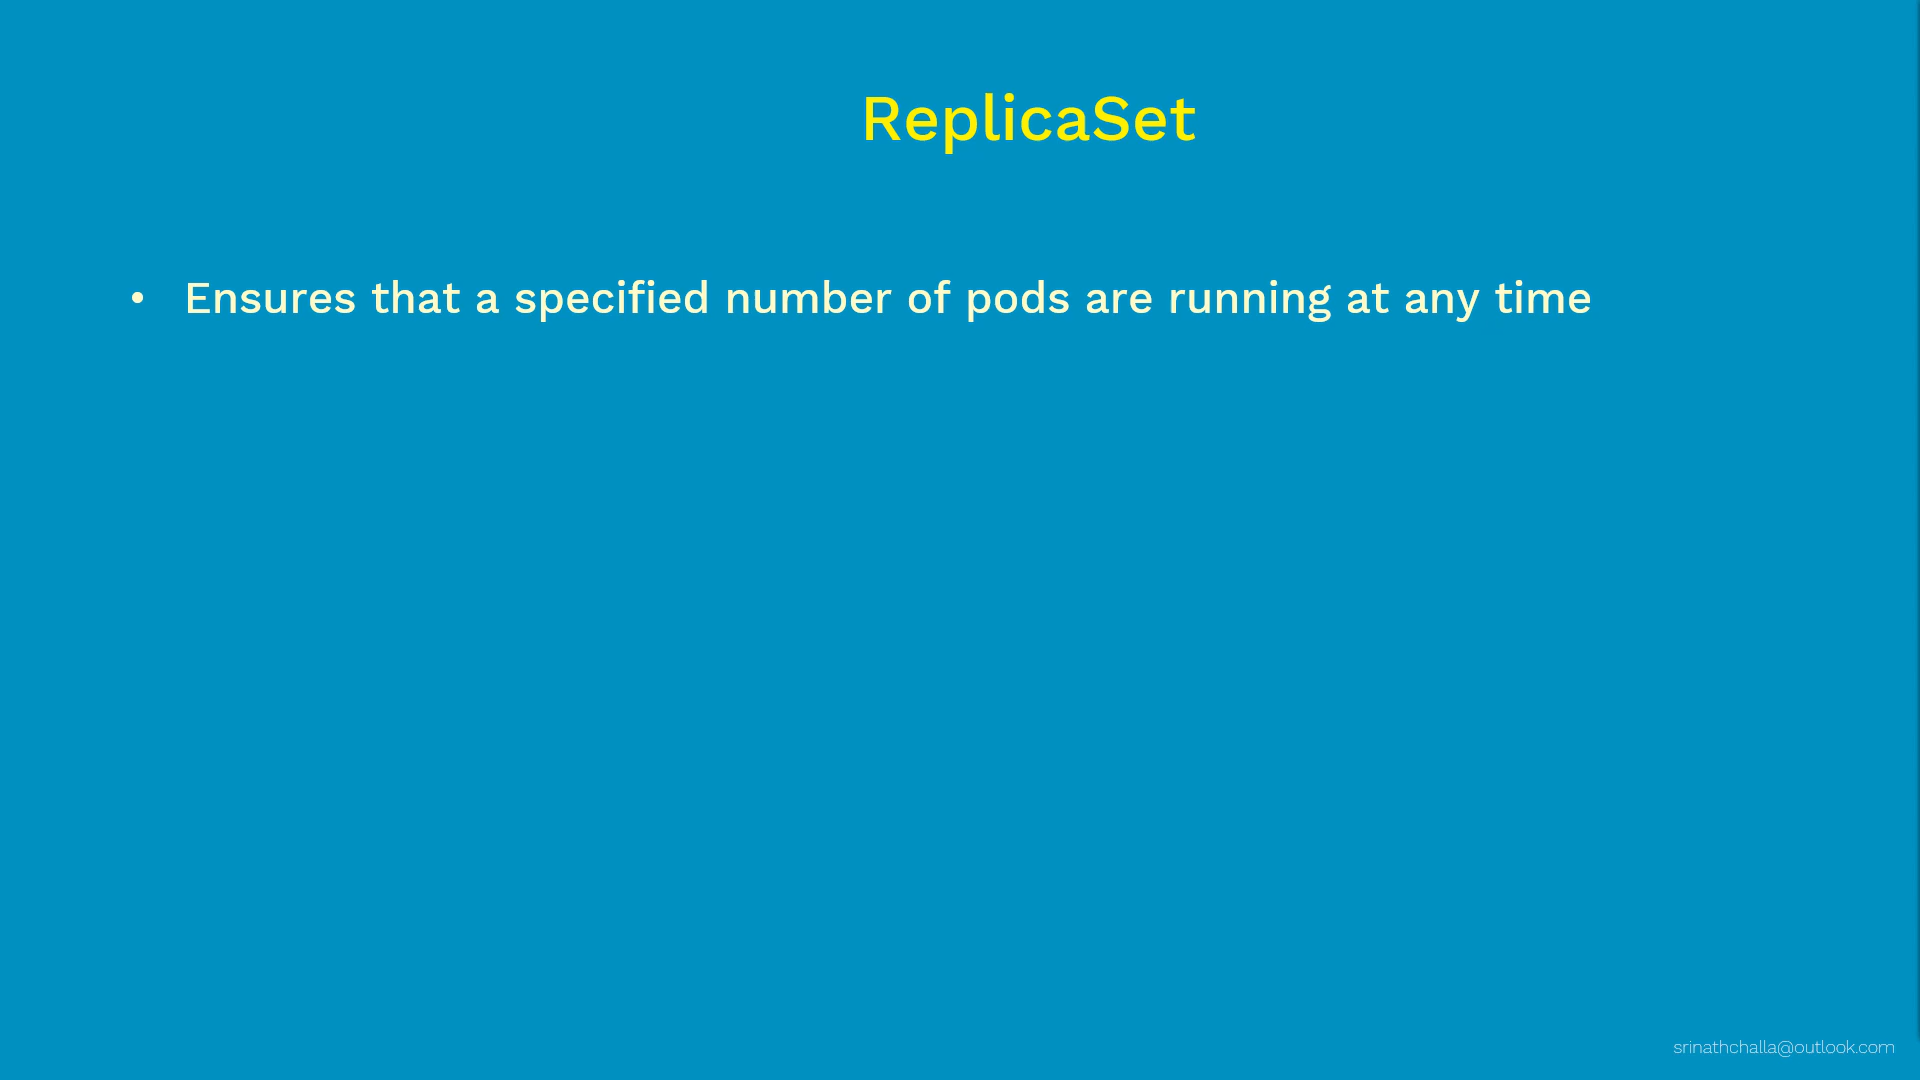 ReplicaSet
• Ensures that a specified number of pods are running at any time
srinathchalla@outlook.com